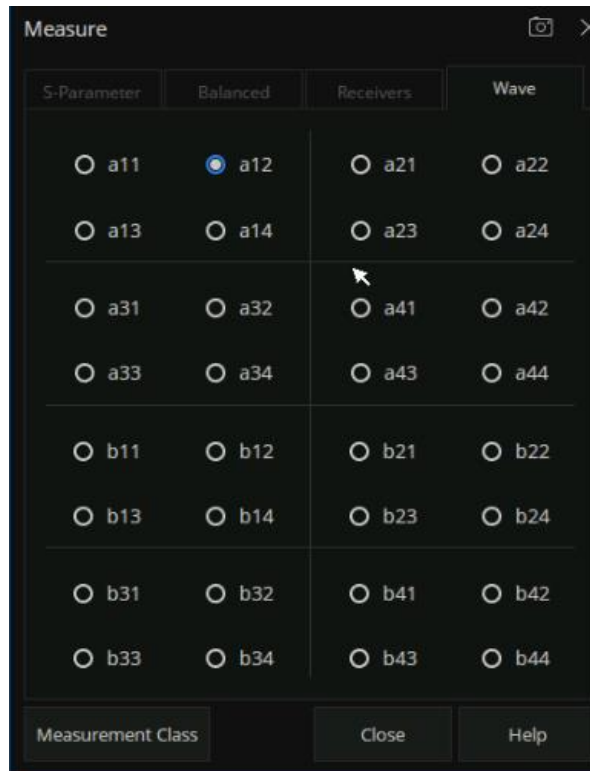 Measure
S-Parameter Balanced Receivers Wave
a11 a12 a21 a22
a13 a14 a23 a24
a31 a32 a41 a42
a33 a34 a43 a44
b11 b12 b21 b22
b13 b14 b23 b24
b31 b32 b41 b42
b33 b34 b43 b44
Measurement Class Close Help